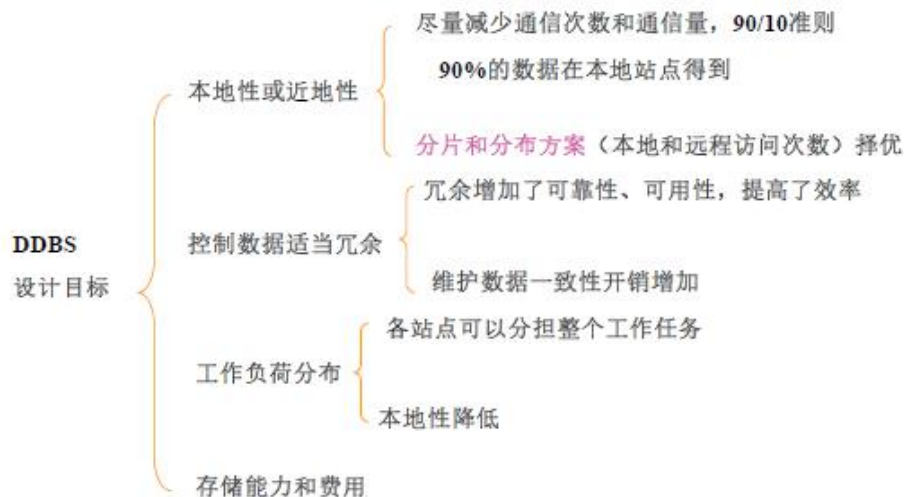 DDBS
设计目标
本地性或近地性
尽量减少通信次数和通信量，90/10准则
90%的数据在本地站点得到
分片和分布方案（本地和远程访问次数）择优
控制数据适当冗余
冗余增加了可靠性、可用性，提高了效率
维护数据一致性开销增加
工作负荷分布
各站点可以分担整个工作任务
本地性降低
存储能力和费用